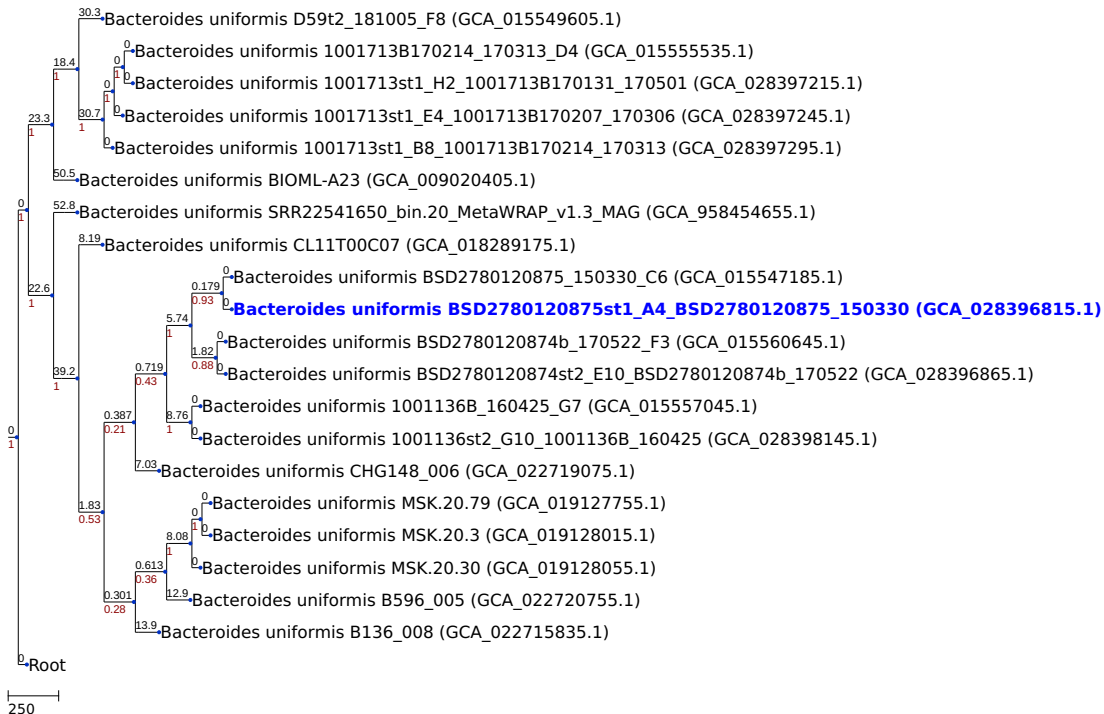 30.3 Bacteroides uniformis D59t2_181005_F8 (GCA_015549605.1)
0 Bacteroides uniformis 1001713B170214_170313_D4 (GCA_015555535.1)
18.4 0
1 1 0 Bacteroides uniformis 1001713st1_H2_1001713B170131_170501 (GCA_028397215.1)
0
1 0 Bacteroides uniformis 1001713st1_E4_1001713B170207_170306 (GCA_028397245.1)
23.3 30.7
1 1 0 Bacteroides uniformis 1001713st1_B8_1001713B170214_170313 (GCA_028397295.1)
50.5 Bacteroides uniformis BIOML-A23 (GCA_009020405.1)
0 52.8 Bacteroides uniformis SRR22541650_bin.20_MetaWRAP_v1.3_MAG (GCA_958454655.1)
1
8.19 Bacteroides uniformis CL11T00C07 (GCA_018289175.1)
0 Bacteroides uniformis BSD2780120875_150330_C6 (GCA_015547185.1)
22.6 0.179
1 0.93 0 Bacteroides uniformis BSD2780120875st1_A4_BSD2780120875_150330 (GCA_028396815.1)
5.74
1 0 Bacteroides uniformis BSD2780120874b_170522_F3 (GCA_015560645.1)
1.82
0.88 0 Bacteroides uniformis BSD2780120874st2_E10_BSD2780120874b_170522 (GCA_028396865.1)
39.2 0.719
1 0.43 0 Bacteroides uniformis 1001136B_160425_G7 (GCA_015557045.1)
0.387 8.76
0.21 1 0 Bacteroides uniformis 1001136st2_G10_1001136B_160425 (GCA_028398145.1)
0
1 7.03 Bacteroides uniformis CHG148_006 (GCA_022719075.1)
0 Bacteroides uniformis MSK.20.79 (GCA_019127755.1)
1.83 0
0.53 1 0 Bacteroides uniformis MSK.20.3 (GCA_019128015.1)
8.08
1 0 Bacteroides uniformis MSK.20.30 (GCA_019128055.1)
0.613
0.36 12.9 Bacteroides uniformis B596_005 (GCA_022720755.1)
0.301
0.28 13.9 Bacteroides uniformis B136_008 (GCA_022715835.1)
0 Root
250